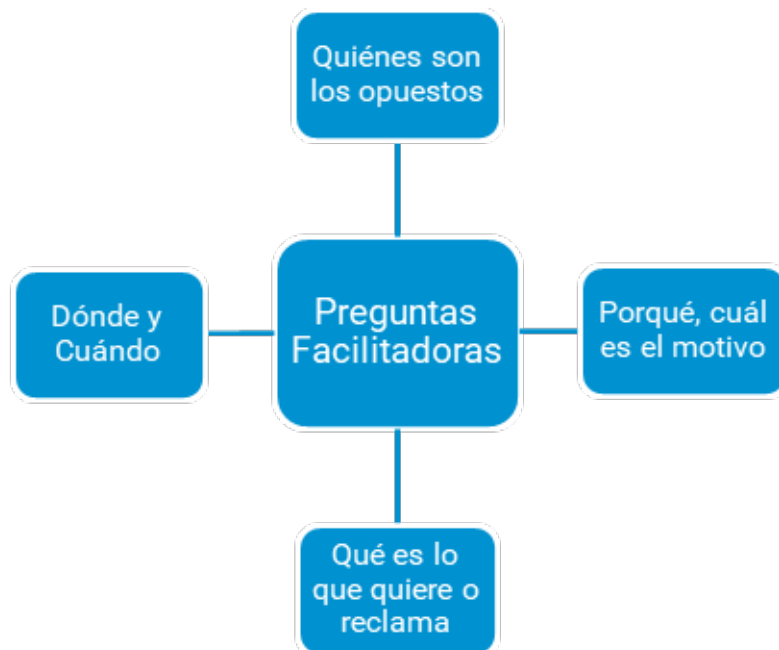 Quiénes son
los opuestos
Dónde y
Cuándo
Preguntas
Facilitadoras
Porqué, cuál
es el motivo
Qué es lo
que quiere o
reclama